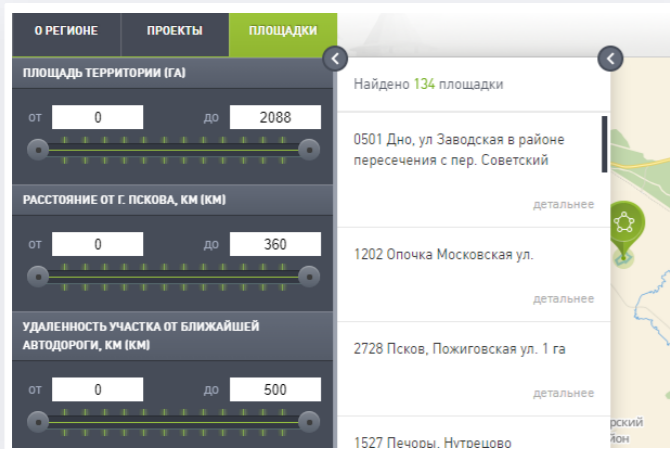 О РЕГИОНЕ
ПРОЕКТЫ
ПЛОЩАДКИ
ПЛОЩАДЬ ТЕРРИТОРИИ (ГА)
от 0 до 2088
РАССТОЯНИЕ ОТ Г. ПСКОВА, КМ (КМ)
от 0 до 360
УДАЛЕННОСТЬ УЧАСТКА ОТ БЛИЖАЙШЕЙ
АВТОДОРОГИ, КМ (КМ)
от 0 до 500
Найдено 134 площадки
0501 Дно, ул Заводская в районе
пересечения с пер. Советский
детальнее
1202 Опочка Московская ул.
детальнее
2728 Псков, Пожиговская ул. 1 га
детальнее
1527 Печоры, Нутрецово